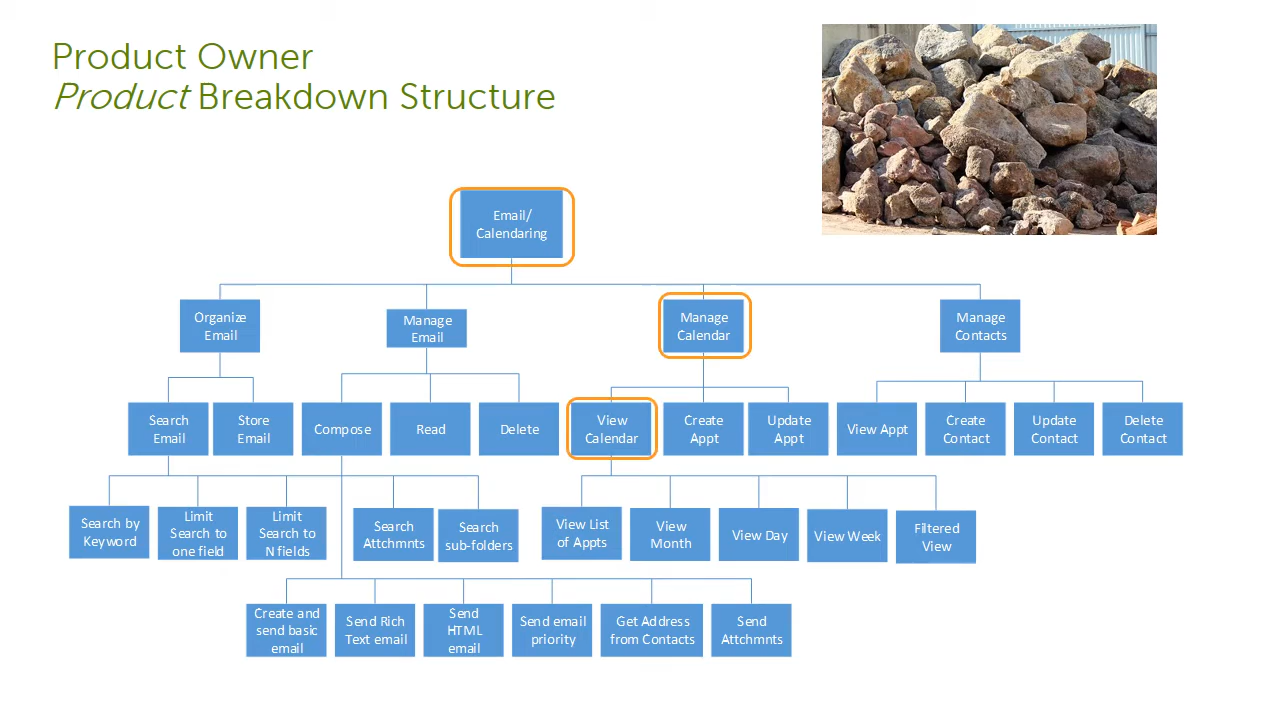 Product Owner
Product Breakdown Structure
Email/
Calendaring
Organize
Email
Manage
Email
Manage
Calendar
Manage
Contacts
Search
Email
Store
Email
Compose
Read
Delete
View
Calendar
Create
Appt
Update
Appt
View Appt
Create
Contact
Update
Contact
Delete
Contact
Search by
Keyword
Limit
Search to
one field
Limit
Search to
N fields
Search
Attchmnts
Search
sub-folders
View List
of Appts
View
Month
View Day
View Week
Filtered
View
Create and
send basic
email
Send Rich
Text email
Send
HTML
email
Send email
priority
Get Address
from Contacts
Send
Attchmnts